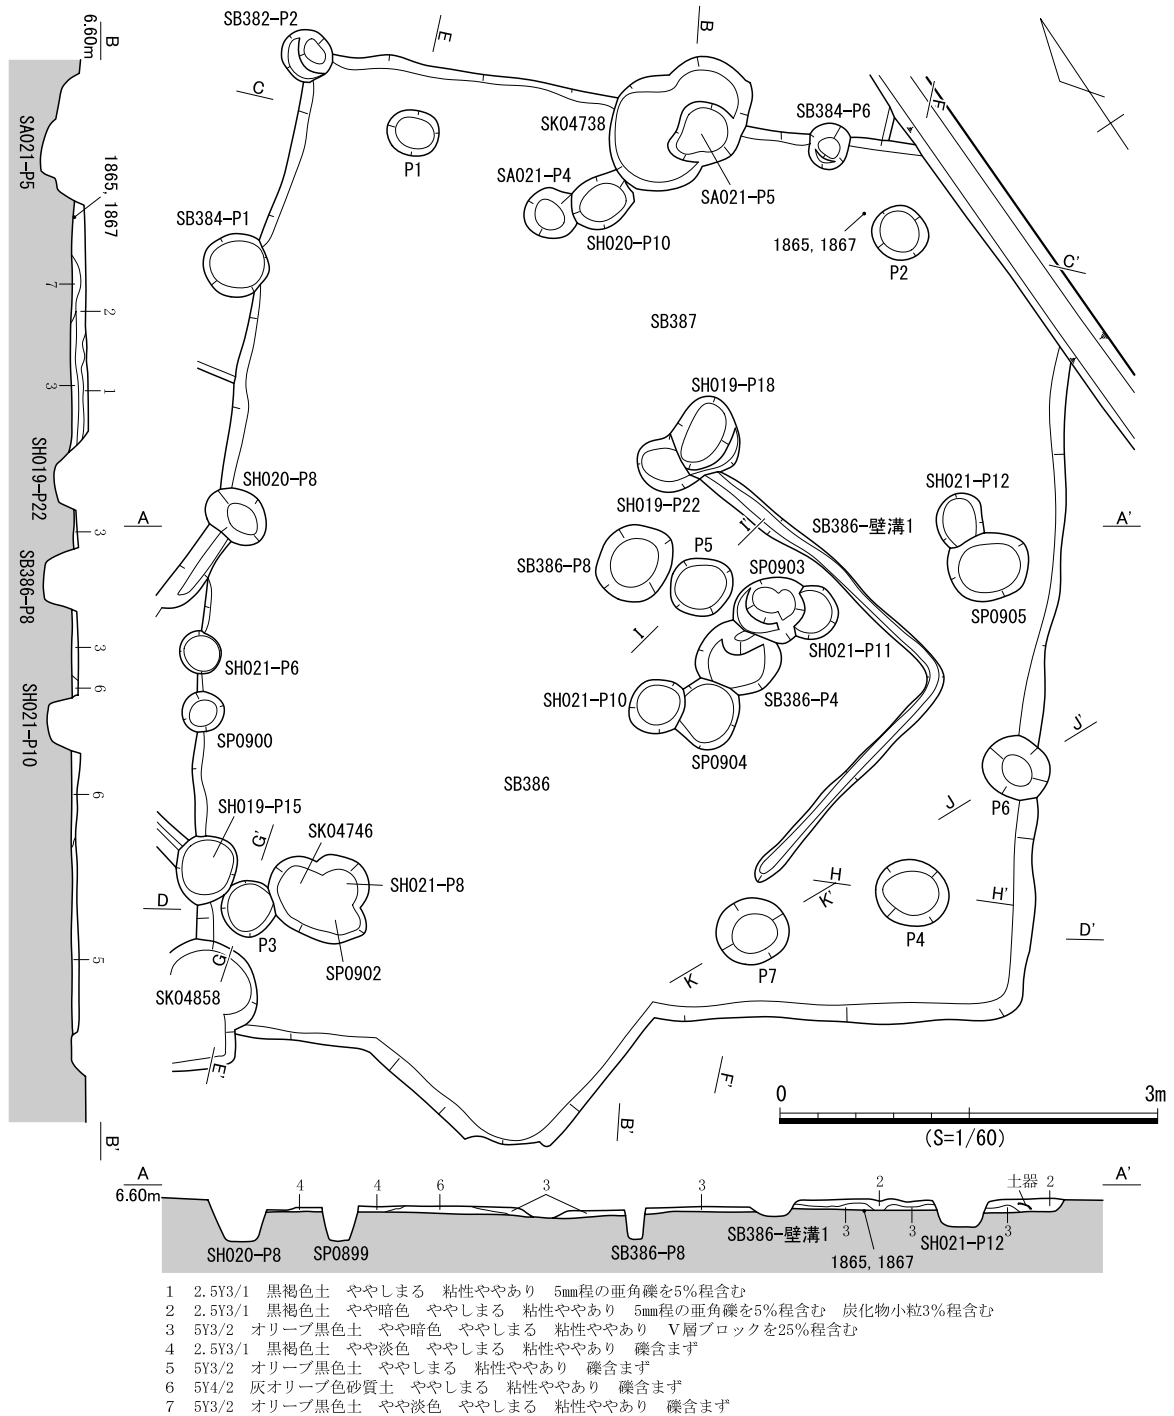 SB382-P2
E
B
B
6.60m
C
F
SB384-P6
SK04738
P1
SA021-P5
SA021-P4
SA021-P5
1865, 1867
SB384-P1
SH020-P10
1865, 1867
P2
C'
7
2
SB387
3
1
SH019-P18
SH019-P22
SH020-P8
SH021-P12
SH019-P22
A
I'
SB386-壁溝1
A'
3
SB386-P8
SB386-P8
P5
SP0903
SP0905
I
3
SH021-P6
SH021-P11
6
SH021-P10
SH021-P10
SB386-P4
SP0900
J'
SP0904
SB386
6
J
P6
SH019-P15
G'
SK04746
H
SH021-P8
K'
H'
D
P3
P4
D'
SP0902
G
P7
5
K
SK04858
E'
F'
0 3m
(S=1/60)
B'
B'
A
6.60m
4
4
6
3
3
2
土器
2
A'
SH020-P8
SP0899
SB386-P8
SB386-壁溝1
3
3
1865, 1867
SH021-P12
3
1 2.5Y3/1 黒褐色土 ややしまる 粘性ややあり 5㎜程の亜角礫を5％程含む
2 2.5Y3/1 黒褐色土 やや暗色 ややしまる 粘性ややあり 5㎜程の亜角礫を5％程含む 炭化物小粒3％程含む
3 5Y3/2 オリーブ黒色土 やや暗色 ややしまる 粘性ややあり Ⅴ層ブロックを25％程含む
4 2.5Y3/1 黒褐色土 やや淡色 ややしまる 粘性ややあり 礫含まず
5 5Y3/2 オリーブ黒色土 ややしまる 粘性ややあり 礫含まず
6 5Y4/2 灰オリーブ色砂質土 ややしまる 粘性ややあり 礫含まず
7 5Y3/2 オリーブ黒色土 やや淡色 ややしまる 粘性ややあり 礫含まず